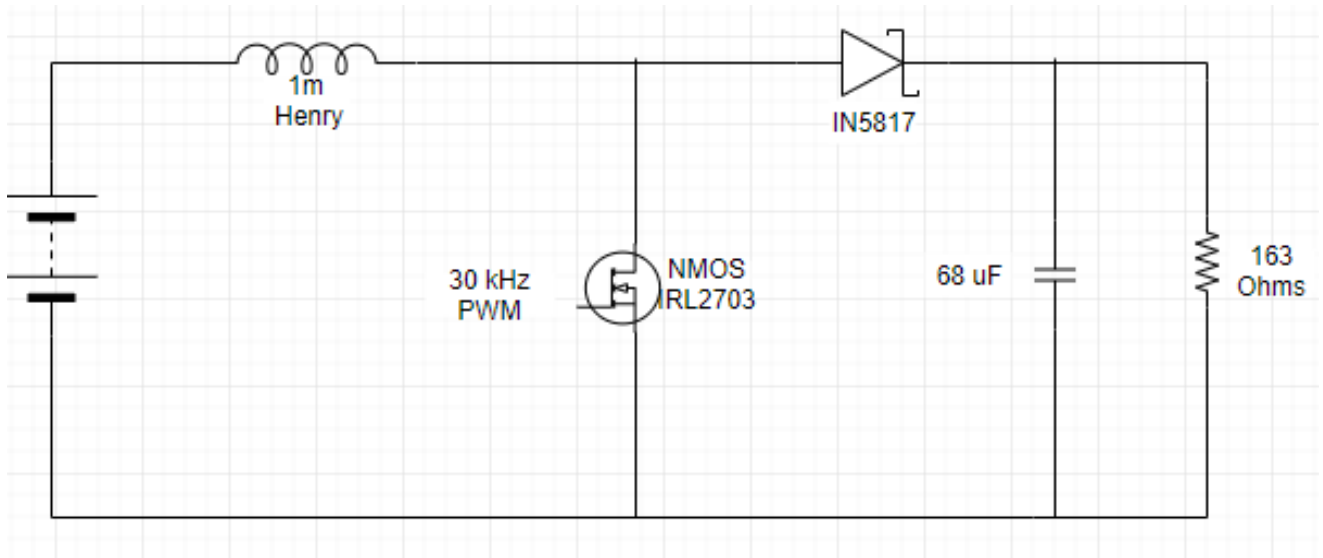 1m
Henry
IN5817
30 kHz
PWM
NMOS
IRL2703
68 uF
163
Ohms